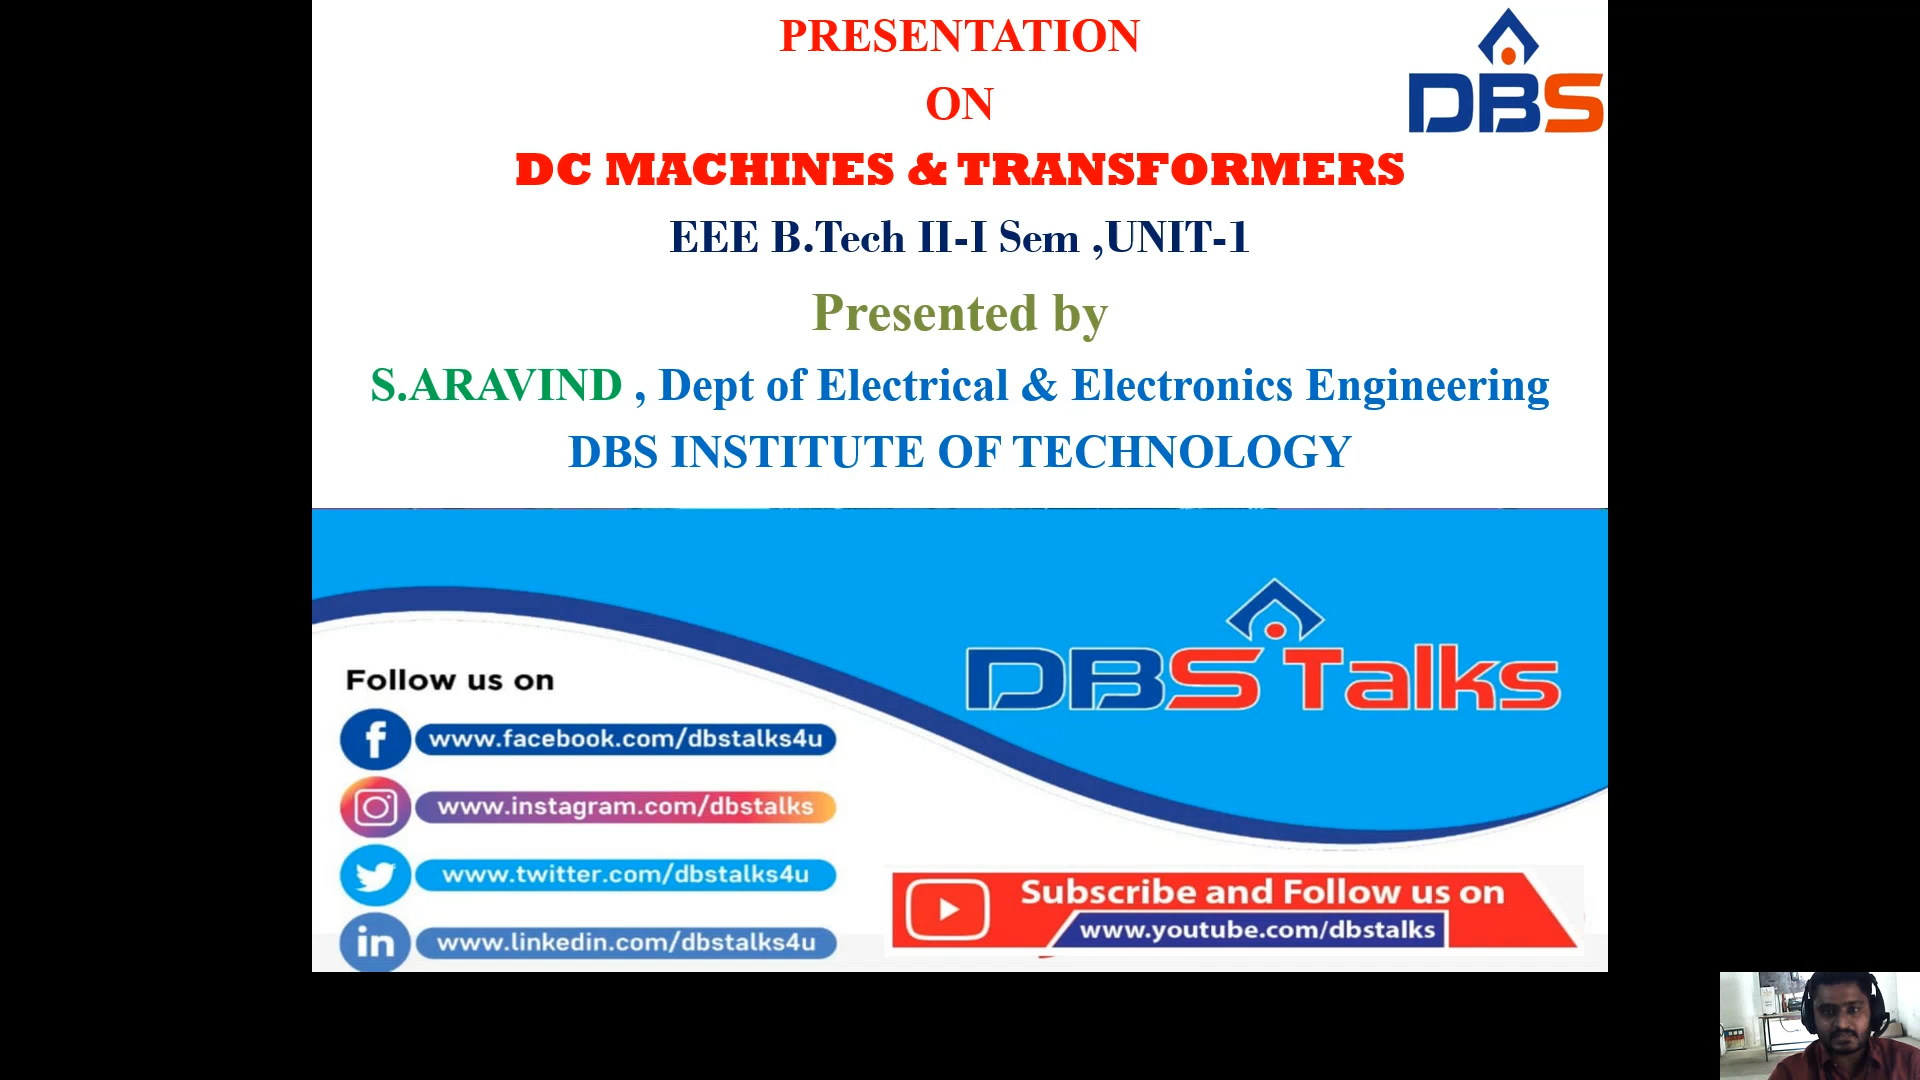 PRESENTATION
ON
DBS
DC MACHINES & TRANSFORMERS
EEE B.Tech II-I Sem ,UNIT-1
Presented by
S.ARAVIND , Dept of Electrical & Electronics Engineering
DBS INSTITUTE OF TECHNOLOGY
DBS Talks
Follow us on
f www.facebook.com/dbstalks4u
www.instagram.com/dbstalks
www.twitter.com/dbstalks4u
in www.linkedin.com/dbstalks4u
Subscribe and Follow us on
www.youtube.com/dbstalks